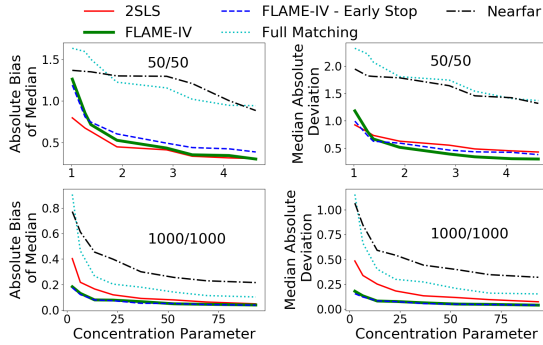 2SLS
FLAME-IV - Early Stop
Nearfar
FLAME-IV
Full Matching
Absolute Bias
of Median
1.5
1.0
0.5
50/50
1
2
3
4
Median Absolute
Deviation
2.0
1.5
1.0
0.5
50/50
1
2
3
4
Absolute Bias
of Median
0.8
0.6
0.4
0.2
0.0
1000/1000
0
25
50
75
Concentration Parameter
Median Absolute
Deviation
1.00
0.75
0.50
0.25
0.00
1000/1000
0
25
50
75
Concentration Parameter